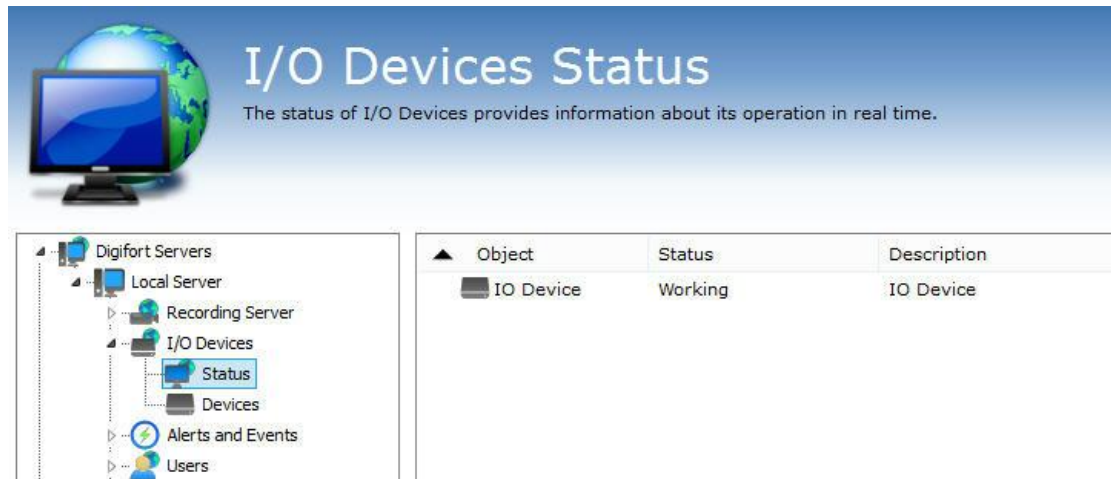 I/O Devices Status
The status of I/O Devices provides information about its operation in real time.
Digifort Servers
Local Server
Recording Server
I/O Devices
Status
Devices
Alerts and Events
Users
Object Status Description
IO Device Working IO Device